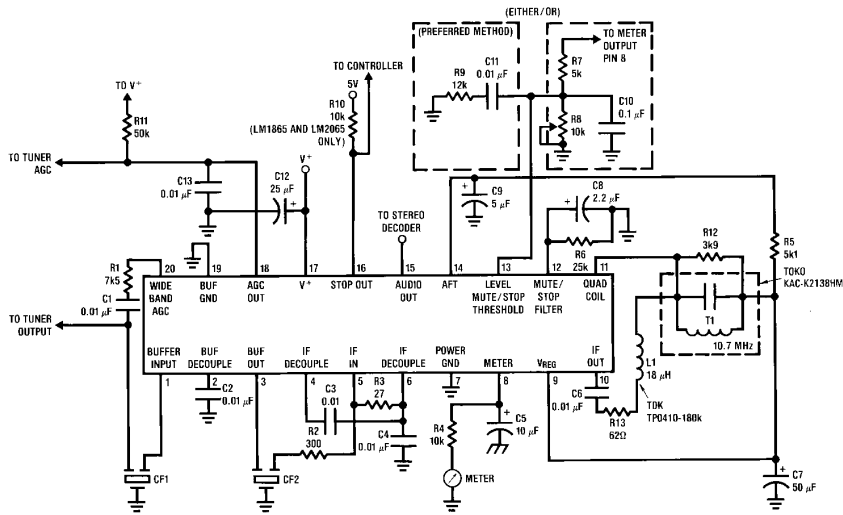 (EITHER/OR)
(PREFERRED METHOD)
TO METER
OUTPUT
PIN 8
C11
0.01 µF
R9
12k
R7
5k
C10
0.1 µF
R8
10k
TO CONTROLLER
5V
R10
10k
(LM1865 AND LM2065
ONLY)
TO V+
R11
50k
TO TUNER
AGC
C13
0.01 µF
C12
25 µF
+
V+
TO STEREO
DECODER
+
C9
5 µF
+
C8
2.2 µF
R6
25k
R12
3k9
R5
5k1
TOKO
KAC-K2138HM
T1
10.7 MHz
R1
7k5
C1
0.01 µF
TO TUNER
OUTPUT
20
WIDE
BAND
AGC
19
BUF
GND
18
AGC
OUT
17
V+
16
STOP OUT
15
AUDIO
OUT
14
AFT
13
LEVEL
MUTE/STOP
THRESHOLD
12
MUTE/
STOP
FILTER
11
QUAD
COIL
BUFFER
INPUT
1
BUF
DECOUPLE
2
BUF
OUT
3
IF
DECOUPLE
4
IF
IN
5
IF
DECOUPLE
6
POWER
GND
7
METER
8
VREG
9
IF
OUT
10
L1
18 µH
TDK
TP0410-180k
C2
0.01 µF
C3
0.01
R3
27
R2
300
C4
0.01 µF
R4
10k
+
C5
10 µF
C6
0.01 µF
R13
62Ω
METER
CF1
CF2
+
C7
50 µF